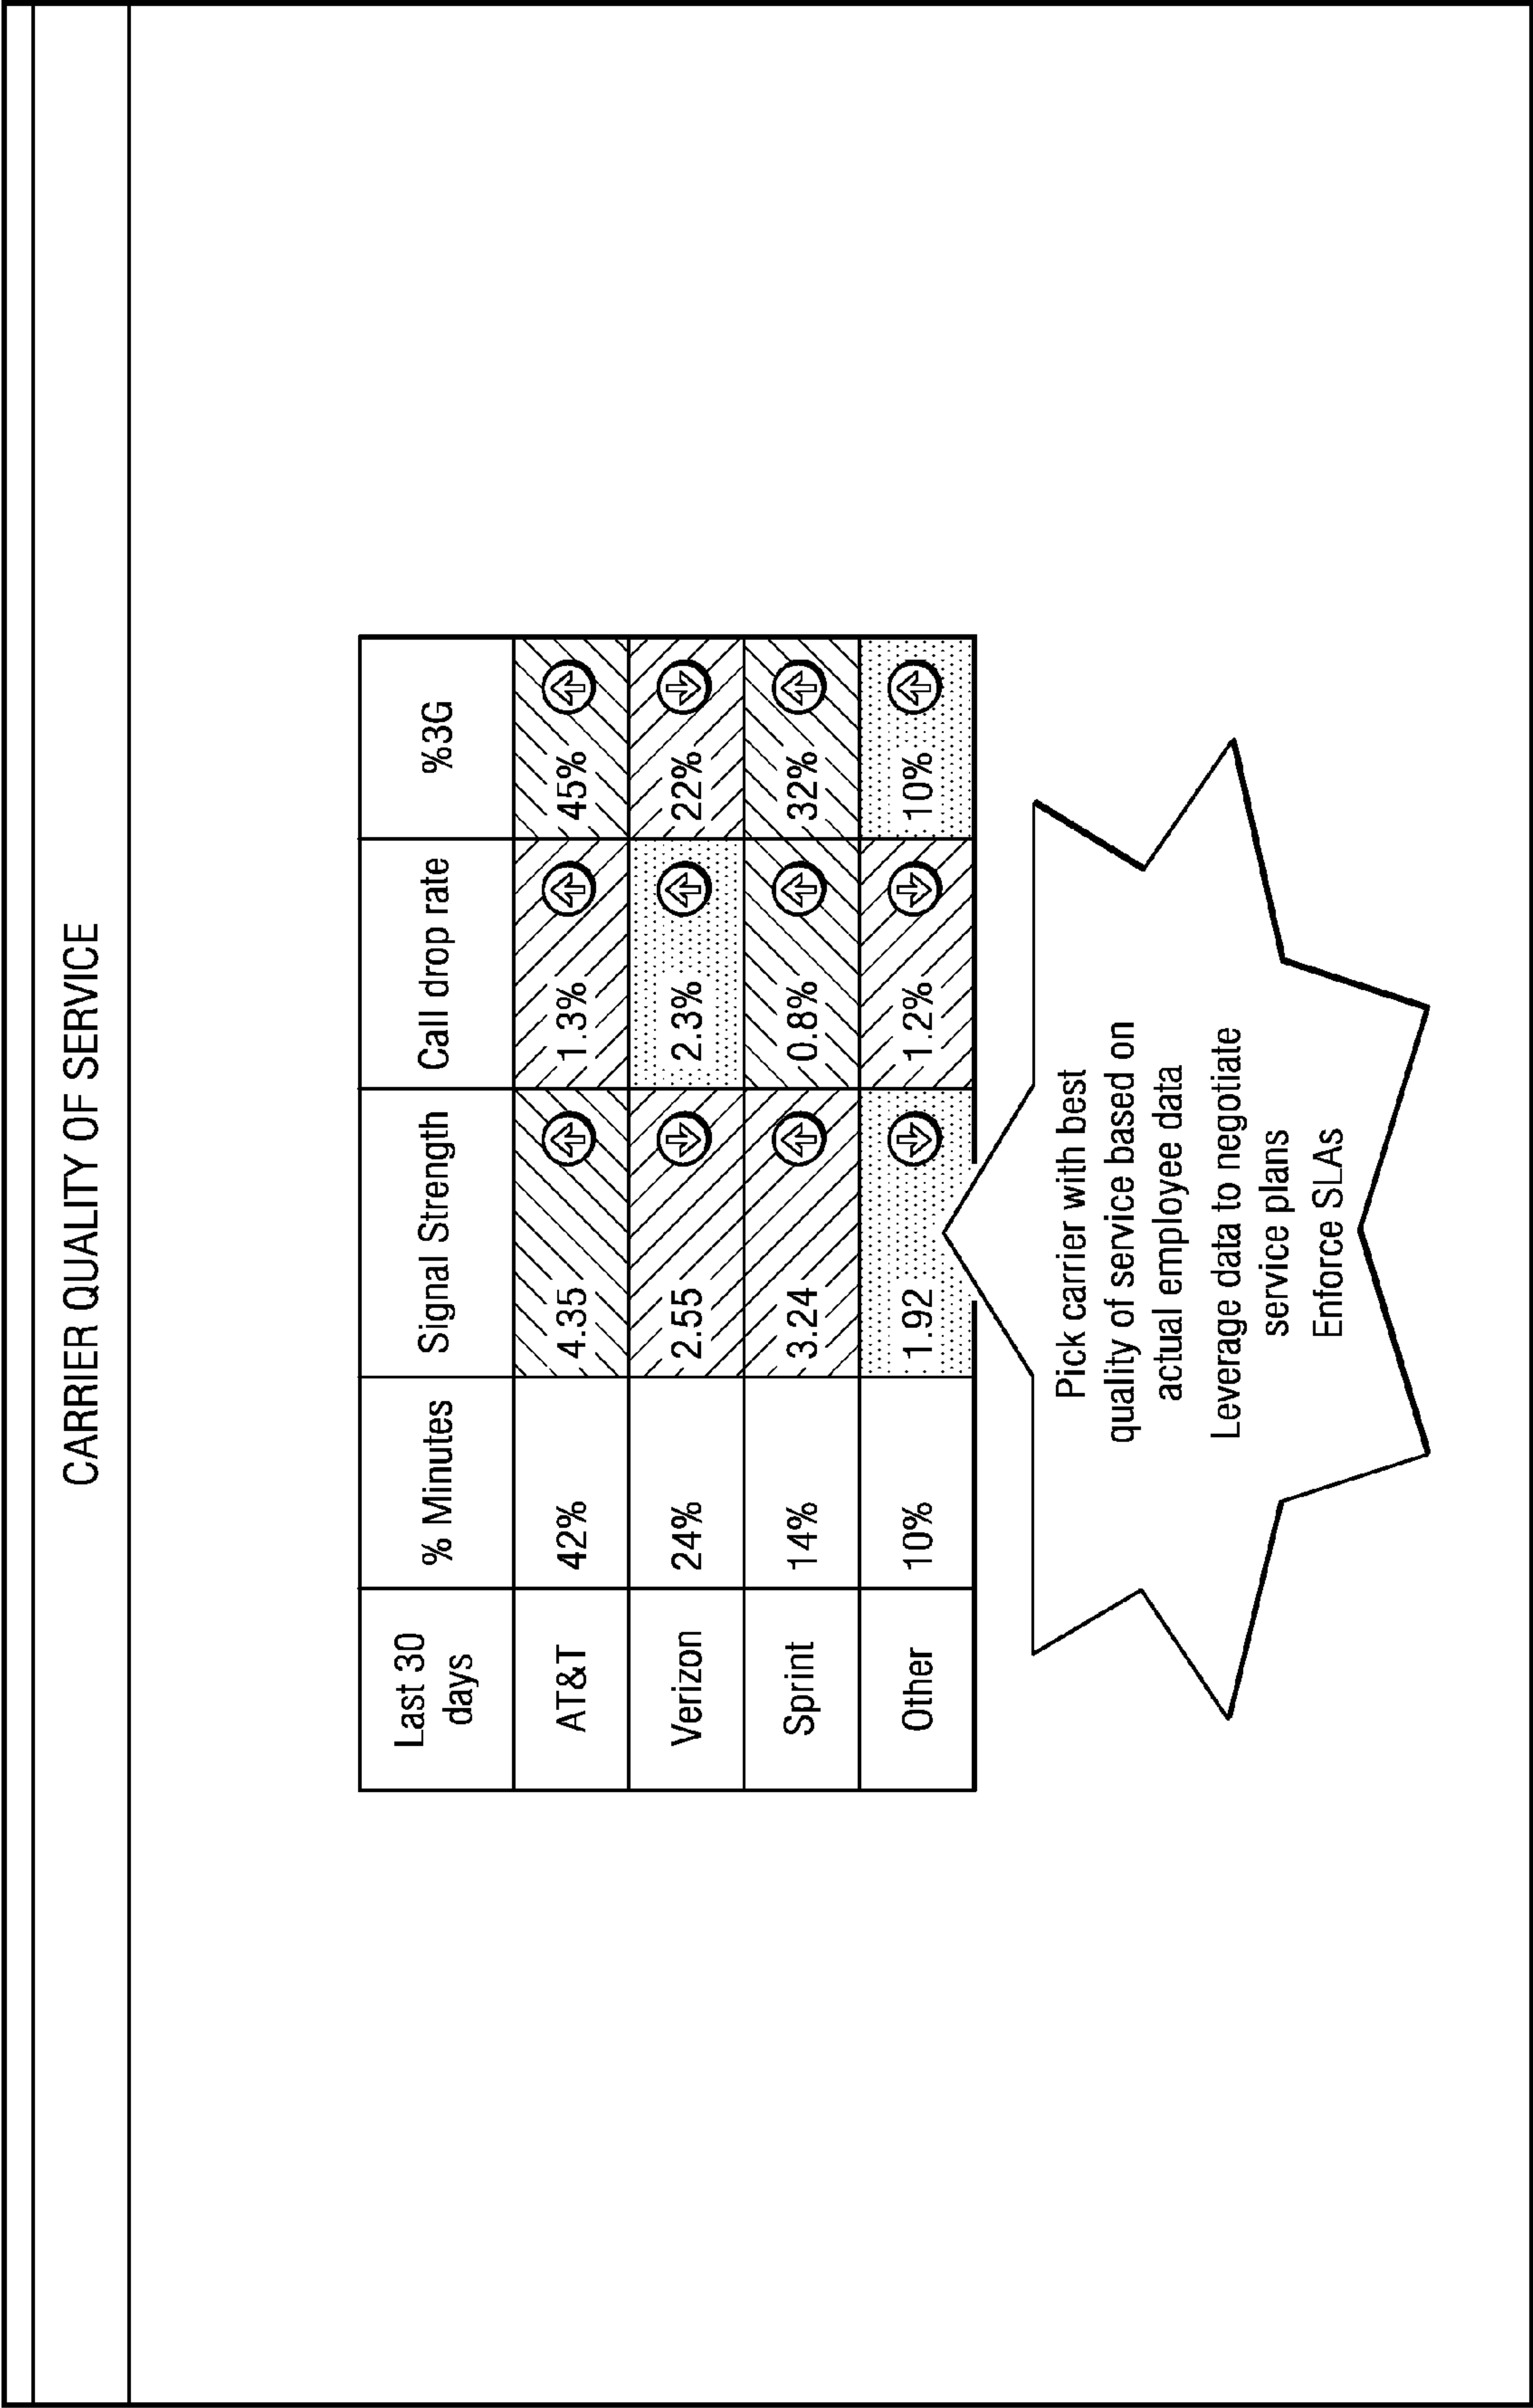 CARRIER QUALITY OF SERVICE
Last 30
days
% Minutes
Signal Strength
Call drop rate
%3G
AT&T 42% 4.35 1.3% 45%
Verizon 24% 2.55 2.3% 22%
Sprint 14% 3.24 0.8% 32%
Other 10% 1.92 1.2% 10%
Pick carrier with best
quality of service based on
actual employee data
Leverage data to negotiate
service plans
Enforce SLAs